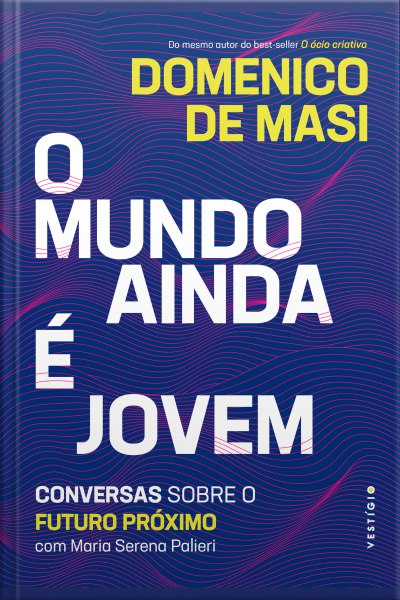 Do mesmo autor do best-seller O ócio criativo
DOMENICO
DE MASI
O
MUNDO
AINDA
É
JOVEM
CONVERSAS SOBRE O
FUTURO PRÓXIMO
com Maria Serena Palieri
VESTÍGIO